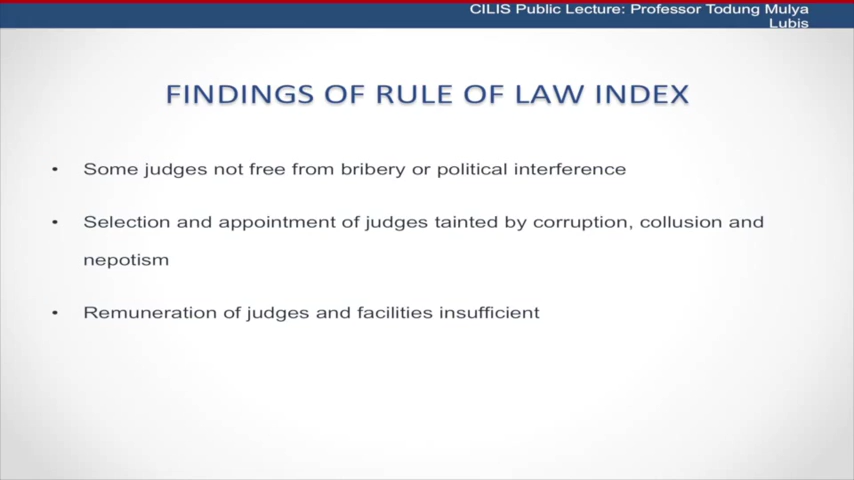 CILIS Public Lecture: Professor Todung Mulya
Lubis
FINDINGS OF RULE OF LAW INDEX
• Some judges not free from bribery or political interference
• Selection and appointment of judges tainted by corruption, collusion and
nepotism
• Remuneration of judges and facilities insufficient